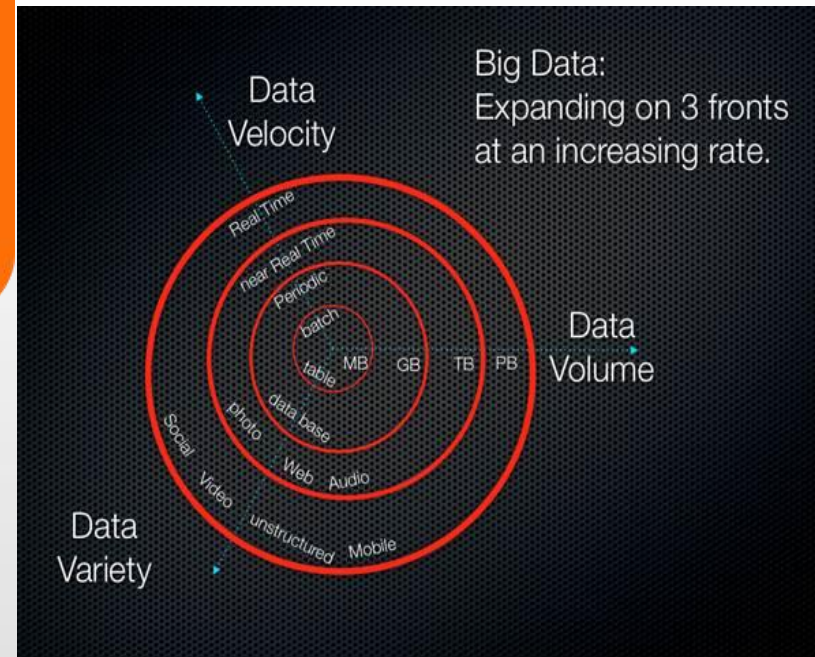 Big Data:
Expanding on 3 fronts
at an increasing rate.
Data
Velocity
Real Time
near Real Time
Periodic
batch
table
MB GB TB PB
Data
Volume
data base
photo
Web
Audio
Social
Video
unstructured
Mobile
Data
Variety